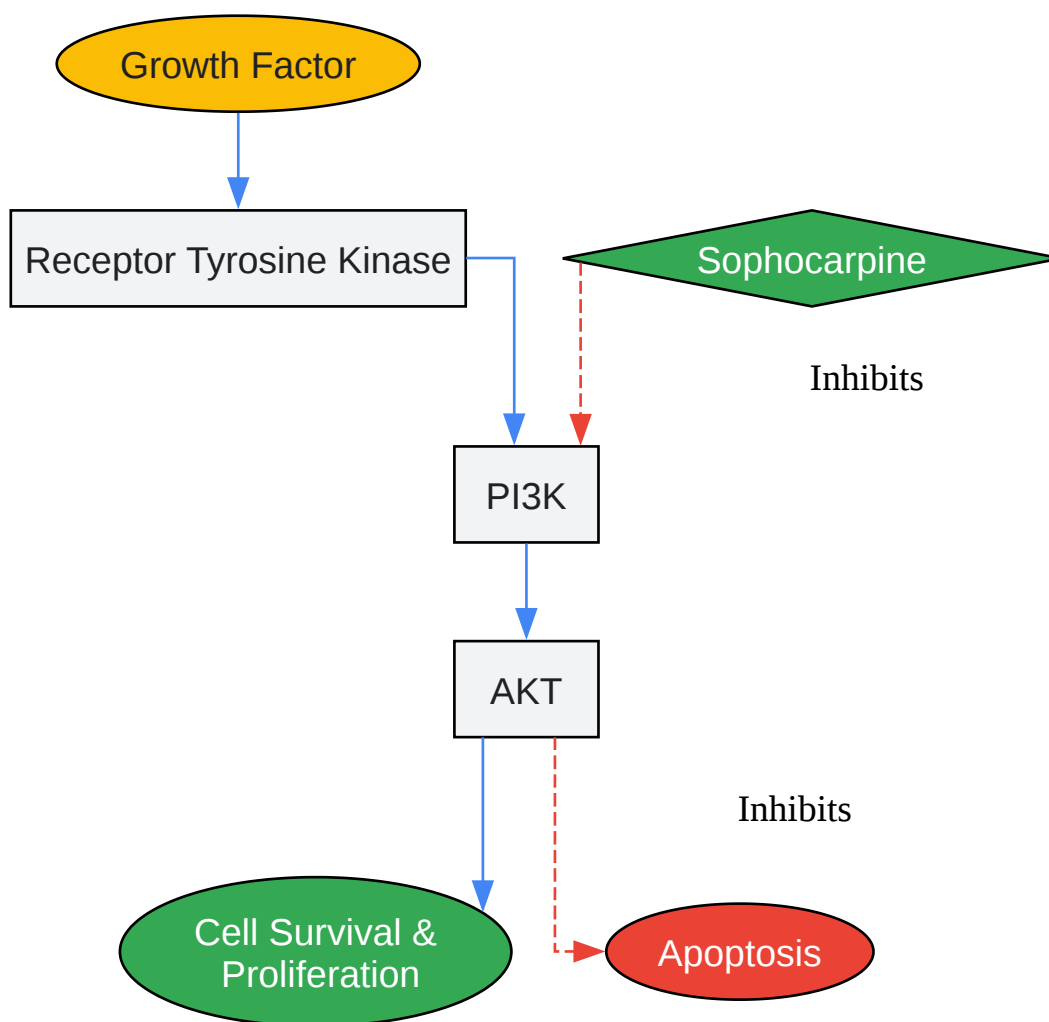 Growth Factor
Receptor Tyrosine Kinase
Sophocarpine
Inhibits
PI3K
AKT
Inhibits
Cell Survival &
Proliferation
Apoptosis